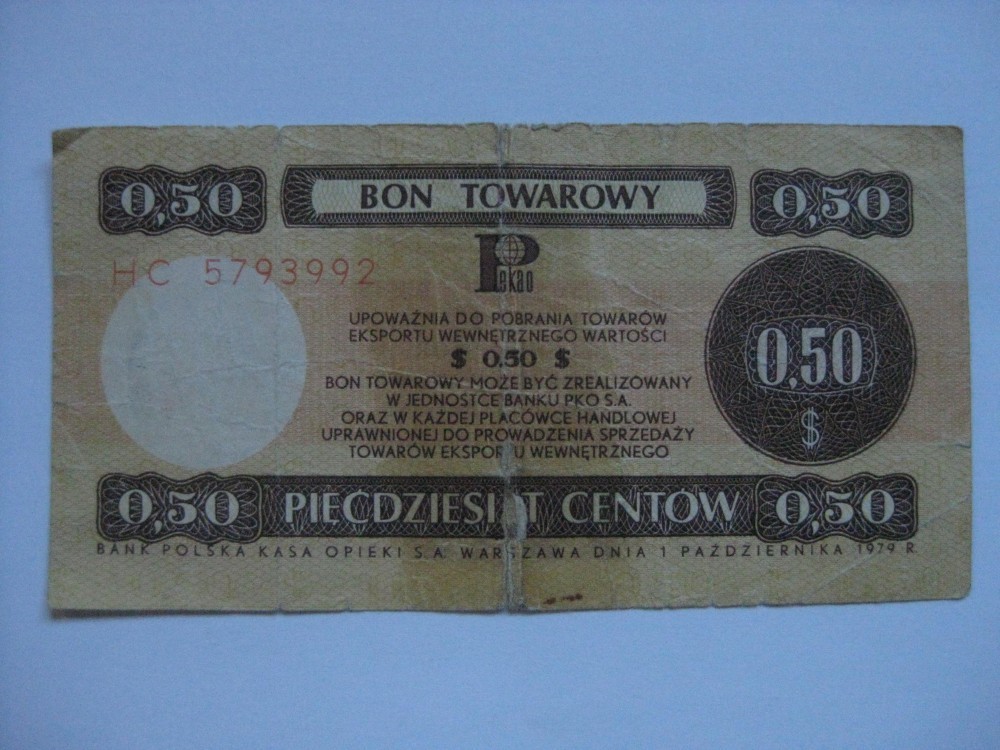 0,50 BON TOWAROWY 0,50
Pekao
HC 5793992
UPOWAŻNIA DO POBRANIA TOWARÓW
EKSPORTU WEWNĘTRZNEGO WARTOŚCI
$ 0.50 $
BON TOWAROWY MOŻE BYĆ ZREALIZOWANY
W JEDNOSTCE BANKU PKO S.A.
ORAZ W KAŻDEJ PLACÓWCE HANDLOWEJ
UPRAWNIONEJ DO PROWADZENIA SPRZEDAŻY
TOWARÓW EKSPORTU WEWNĘTRZNEGO
0,50
$
0,50 PIĘĆDZIESIĄT CENTÓW 0,50
BANK POLSKA KASA OPIEKI S.A. WARSZAWA DNIA 1 PAŹDZIERNIKA 1979 R.